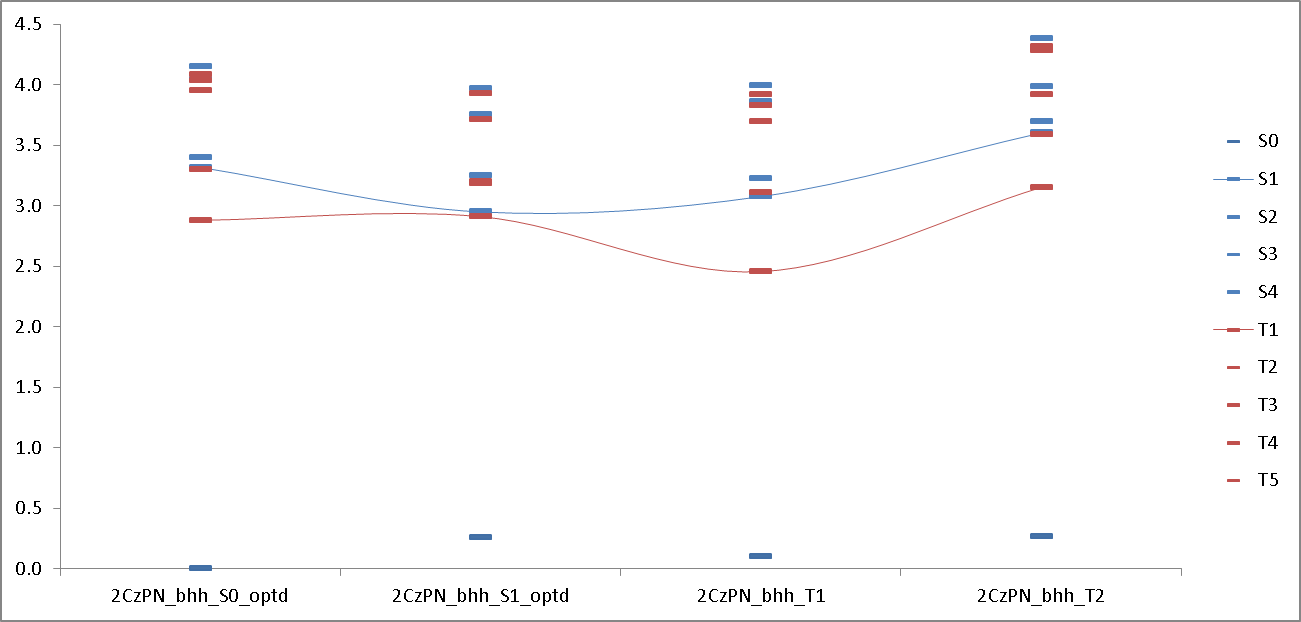 4.5
4.0
3.5
3.0
2.5
2.0
1.5
1.0
0.5
0.0
2CzPN_bhh_S0_optd
2CzPN_bhh_S1_optd
2CzPN_bhh_T1
2CzPN_bhh_T2
S0
S1
S2
S3
S4
T1
T2
T3
T4
T5